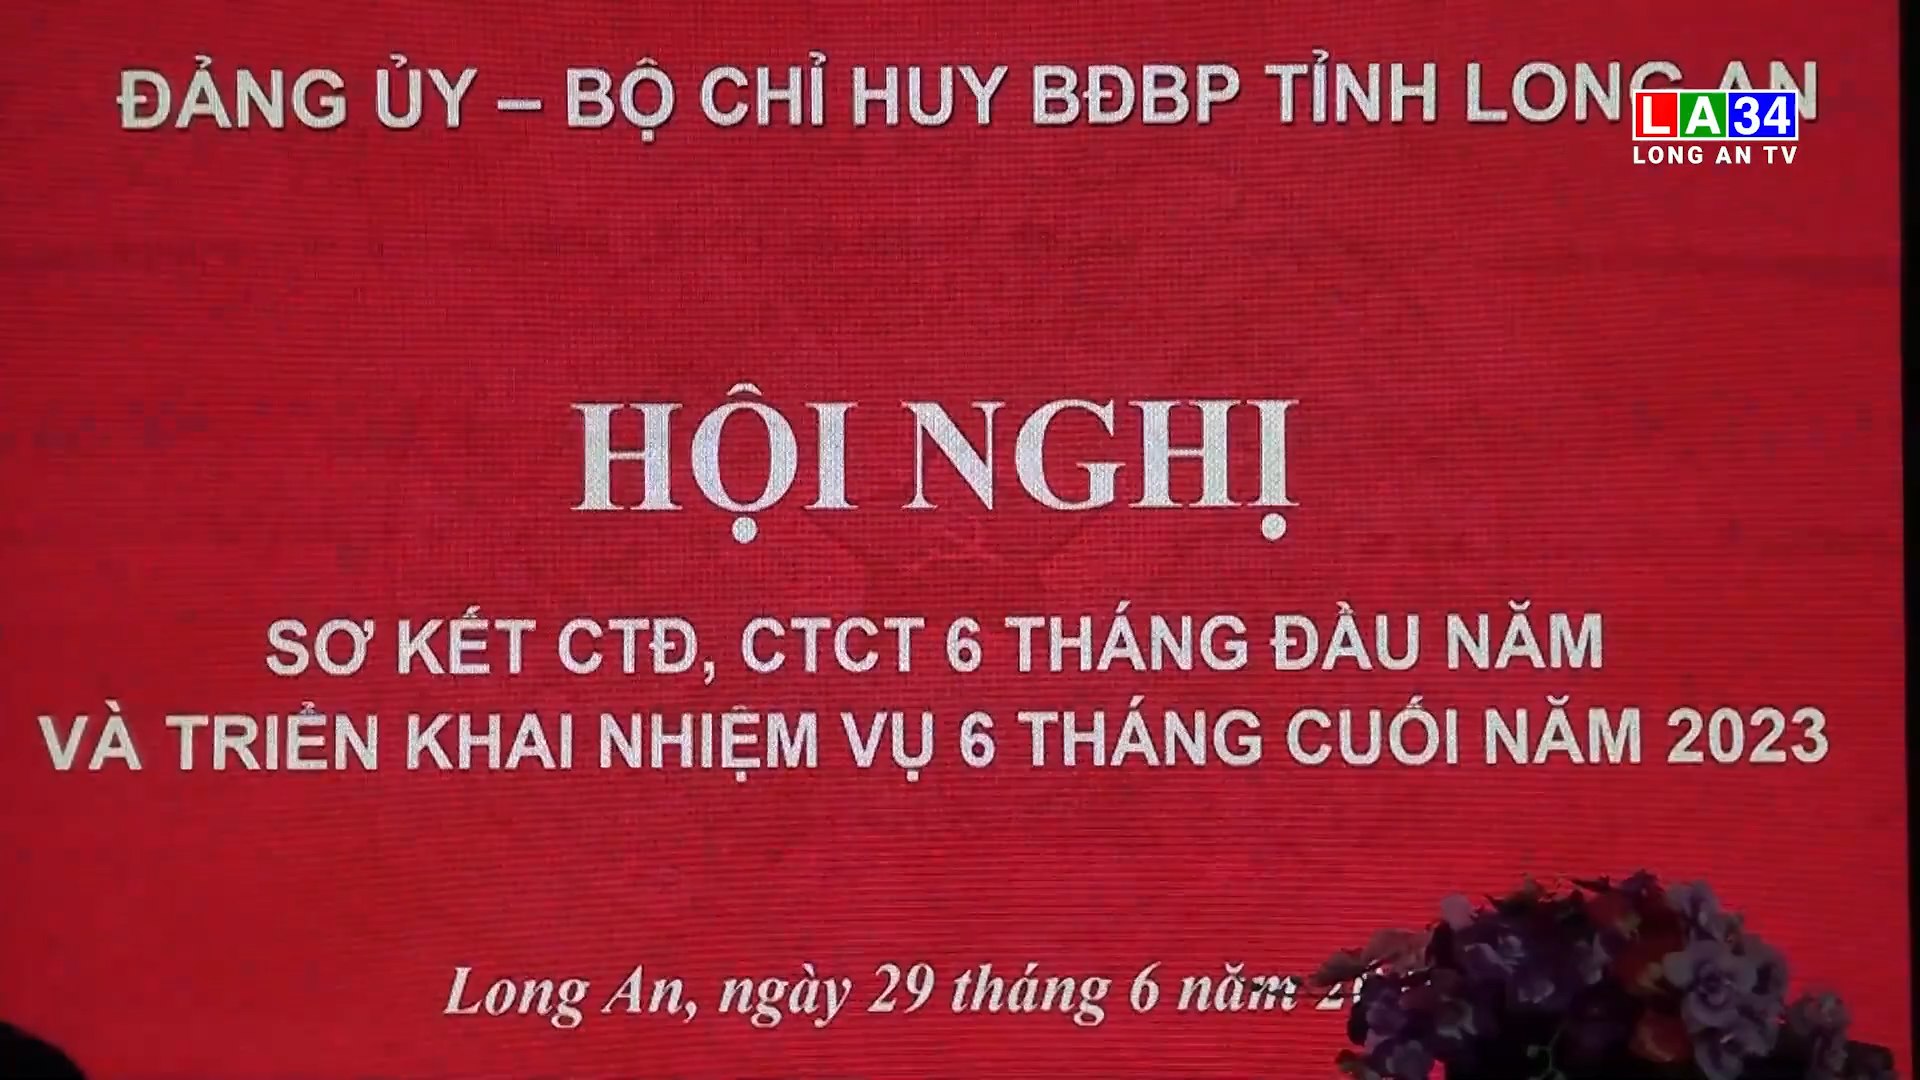 ĐẢNG ỦY – BỘ CHỈ HUY BĐBP TỈNH LONG AN
LA34
LONG AN TV
HỘI NGHỊ
SƠ KẾT CTĐ, CTCT 6 THÁNG ĐẦU NĂM
VÀ TRIỂN KHAI NHIỆM VỤ 6 THÁNG CUỐI NĂM 2023
Long An, ngày 29 tháng 6 năm